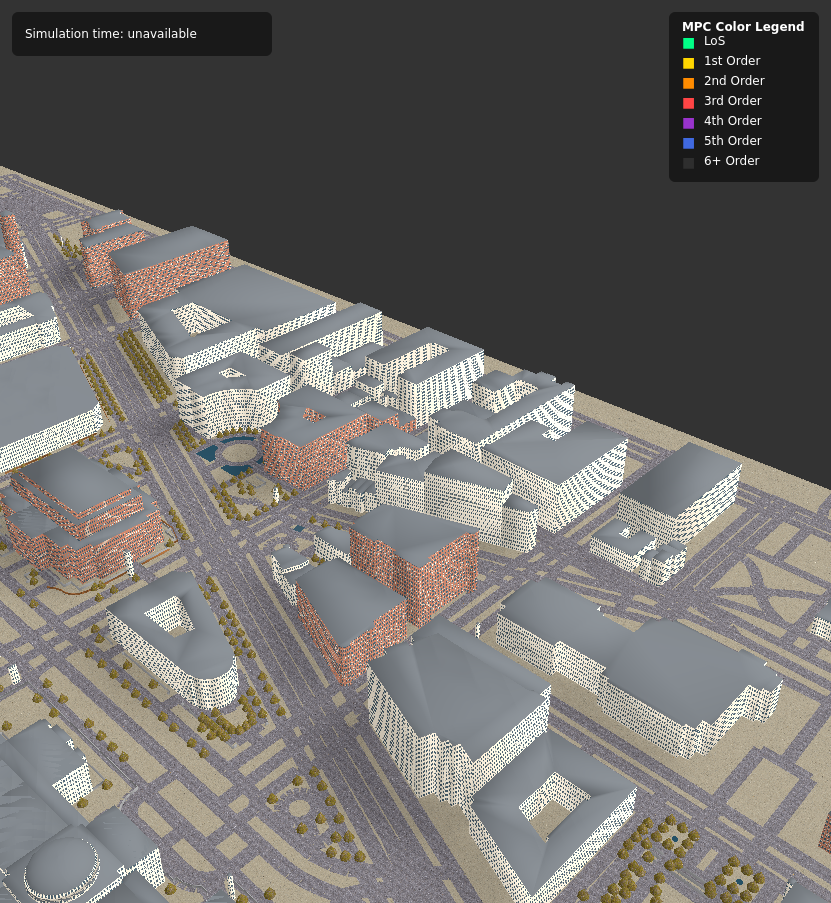 Simulation time: unavailable
MPC Color Legend
LoS
1st Order
2nd Order
3rd Order
4th Order
5th Order
6+ Order